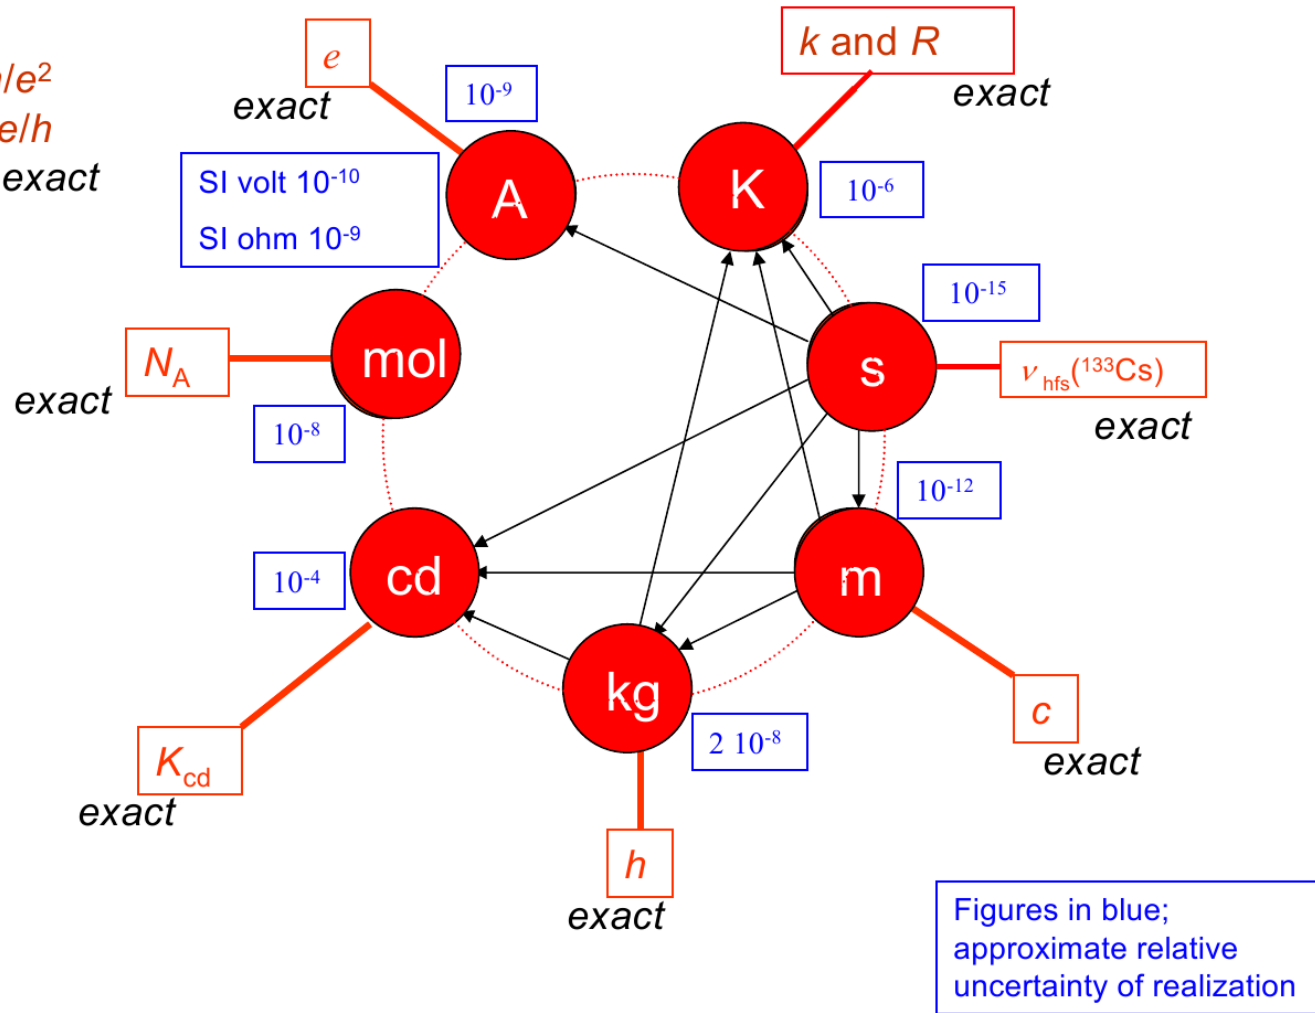 e
k and R
/e²
exact
10⁻⁹
exact
e/h
exact
SI volt 10⁻¹⁰
SI ohm 10⁻⁹
A
K
10⁻⁶
10⁻¹⁵
N_A
mol
s
ν hfs(¹³³Cs)
exact
exact
10⁻⁸
10⁻¹²
10⁻⁴
cd
m
kg
2 10⁻⁸
c
exact
K_cd
exact
h
exact
Figures in blue;
approximate relative
uncertainty of realization